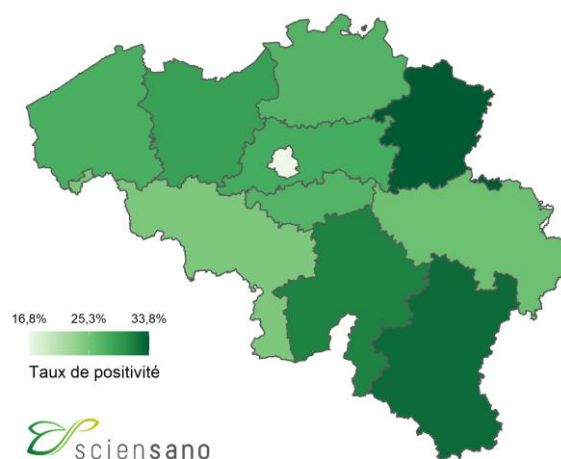 16,8% 25,3% 33,8%
Taux de positivité
sciensano